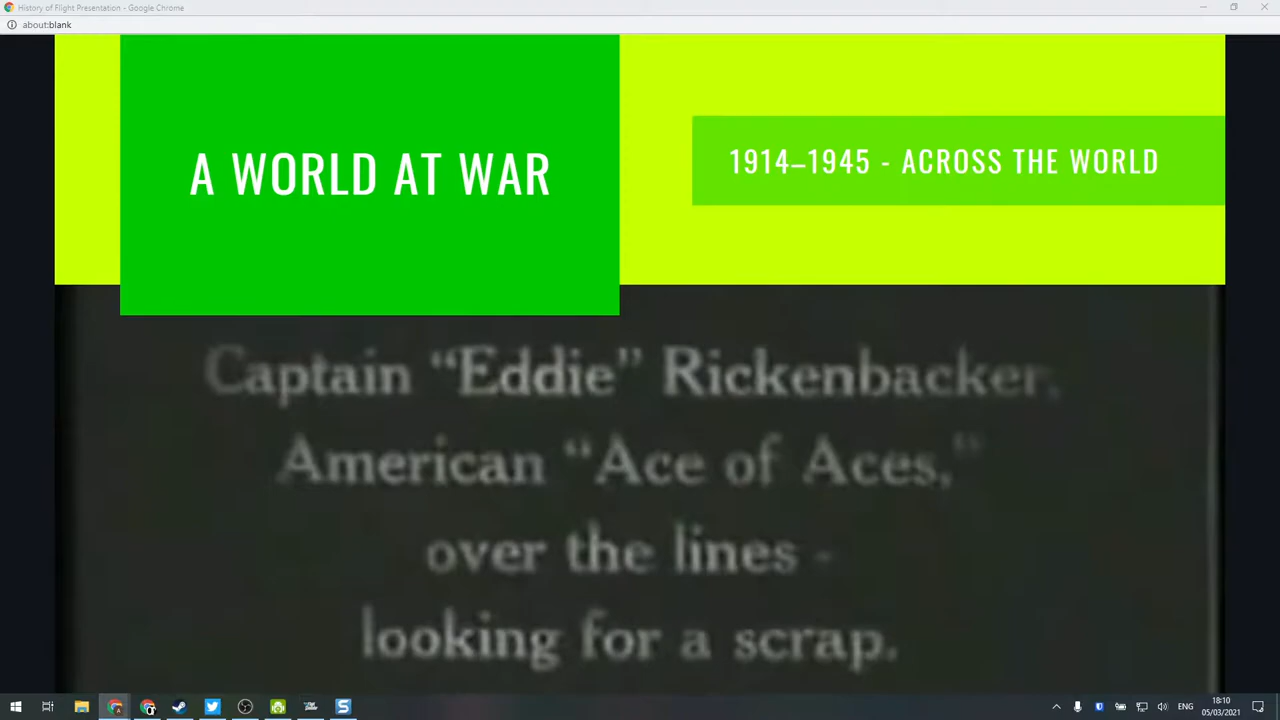 History of Flight Presentation - Google Chrome
about:blank
A WORLD AT WAR
1914–1945 - ACROSS THE WORLD
Captain “Eddie” Rickenbacker,
American “Ace of Aces,”
over the lines -
looking for a scrap.
ENG
18:10
05/03/2021